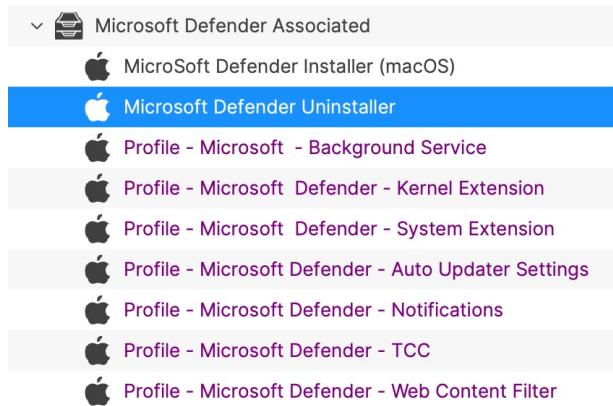 Microsoft Defender Associated
MicroSoft Defender Installer (macOS)
Microsoft Defender Uninstaller
Profile - Microsoft  - Background Service
Profile - Microsoft  Defender - Kernel Extension
Profile - Microsoft  Defender - System Extension
Profile - Microsoft Defender - Auto Updater Settings
Profile - Microsoft Defender - Notifications
Profile - Microsoft Defender - TCC
Profile - Microsoft Defender - Web Content Filter